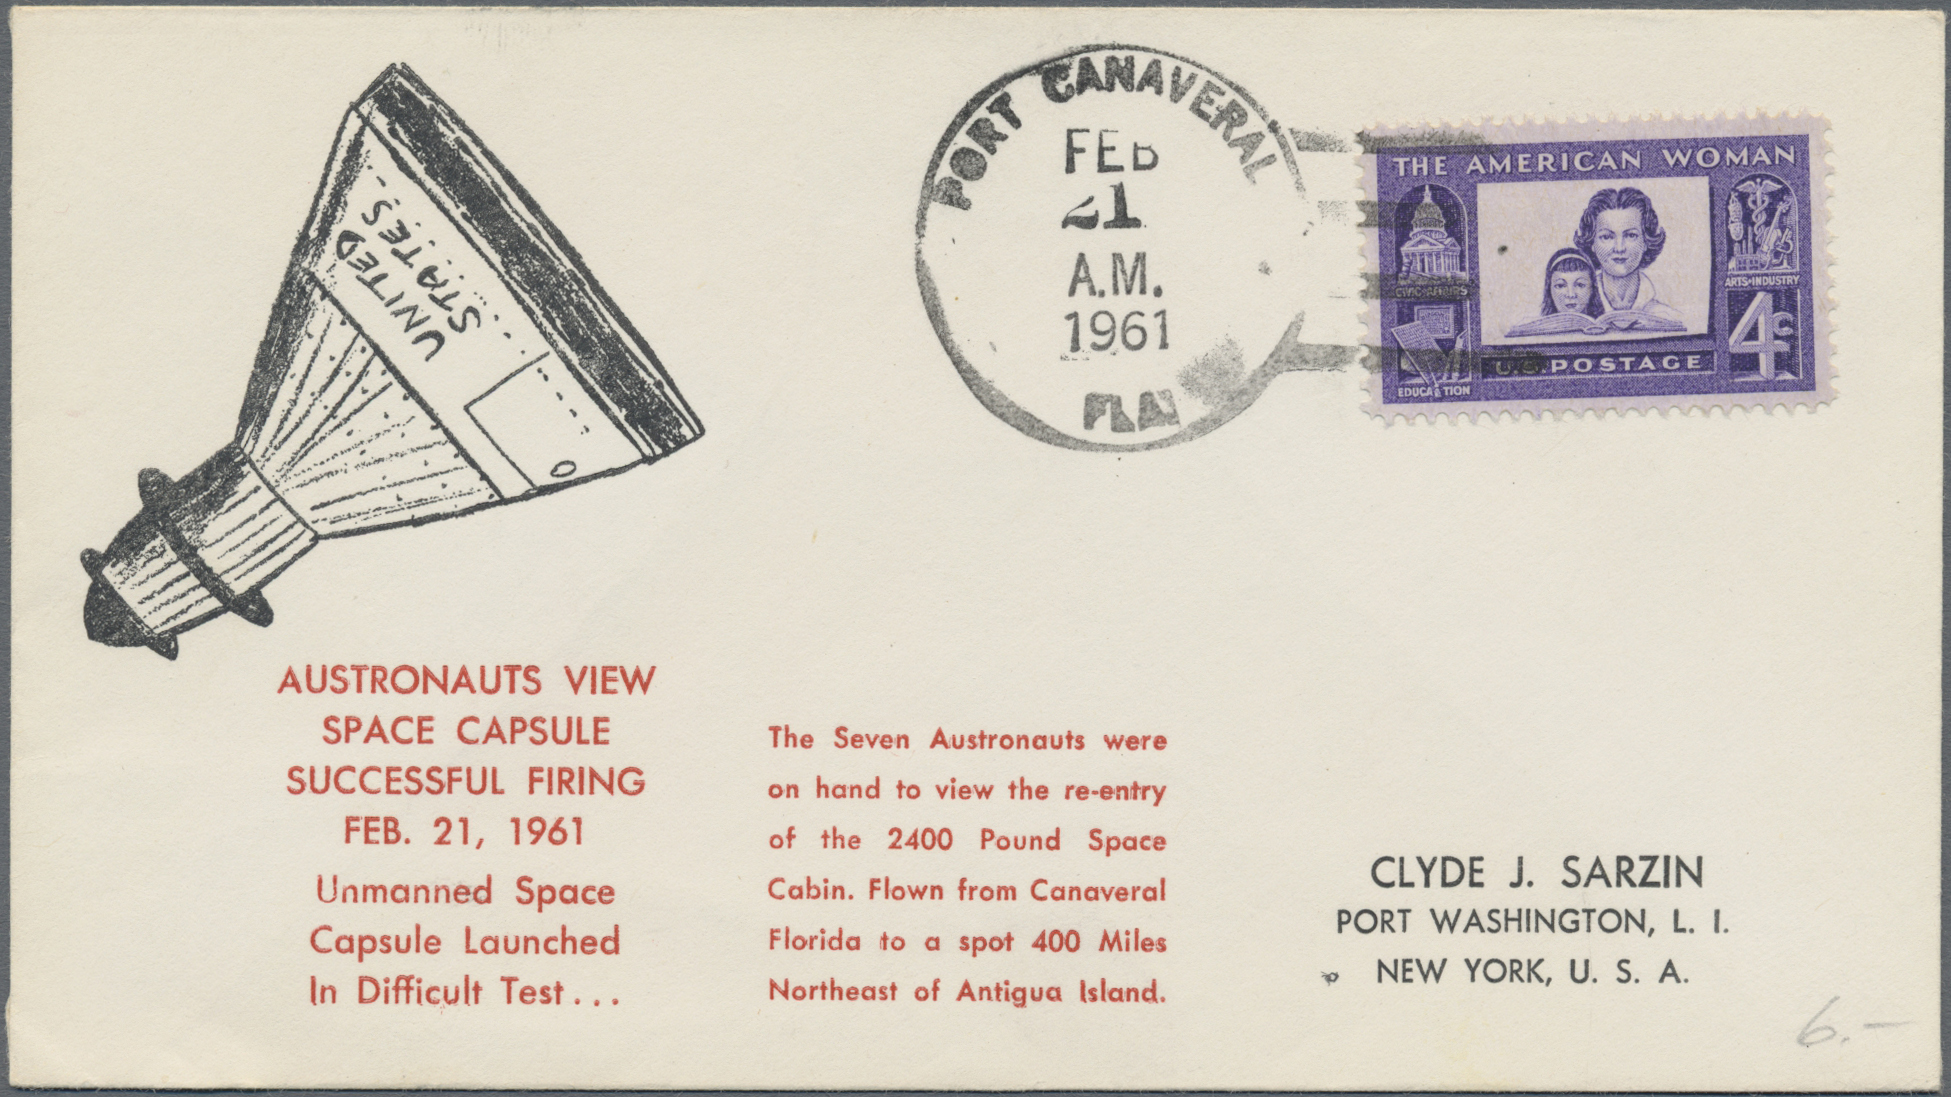 UNITED
STATES
PORT CANAVERAL
FEB
21
A.M.
1961
FLA
THE AMERICAN WOMAN
CIVIC AFFAIRS
ARTS·INDUSTRY
EDUCATION
4c
U.S. POSTAGE
AUSTRONAUTS VIEW
SPACE CAPSULE
SUCCESSFUL FIRING
FEB. 21, 1961
Unmanned Space
Capsule Launched
In Difficult Test...
The Seven Austronauts were
on hand to view the re-entry
of the 2400 Pound Space
Cabin. Flown from Canaveral
Florida to a spot 400 Miles
Northeast of Antigua Island.
CLYDE J. SARZIN
PORT WASHINGTON, L. I.
NEW YORK, U. S. A.
6.-